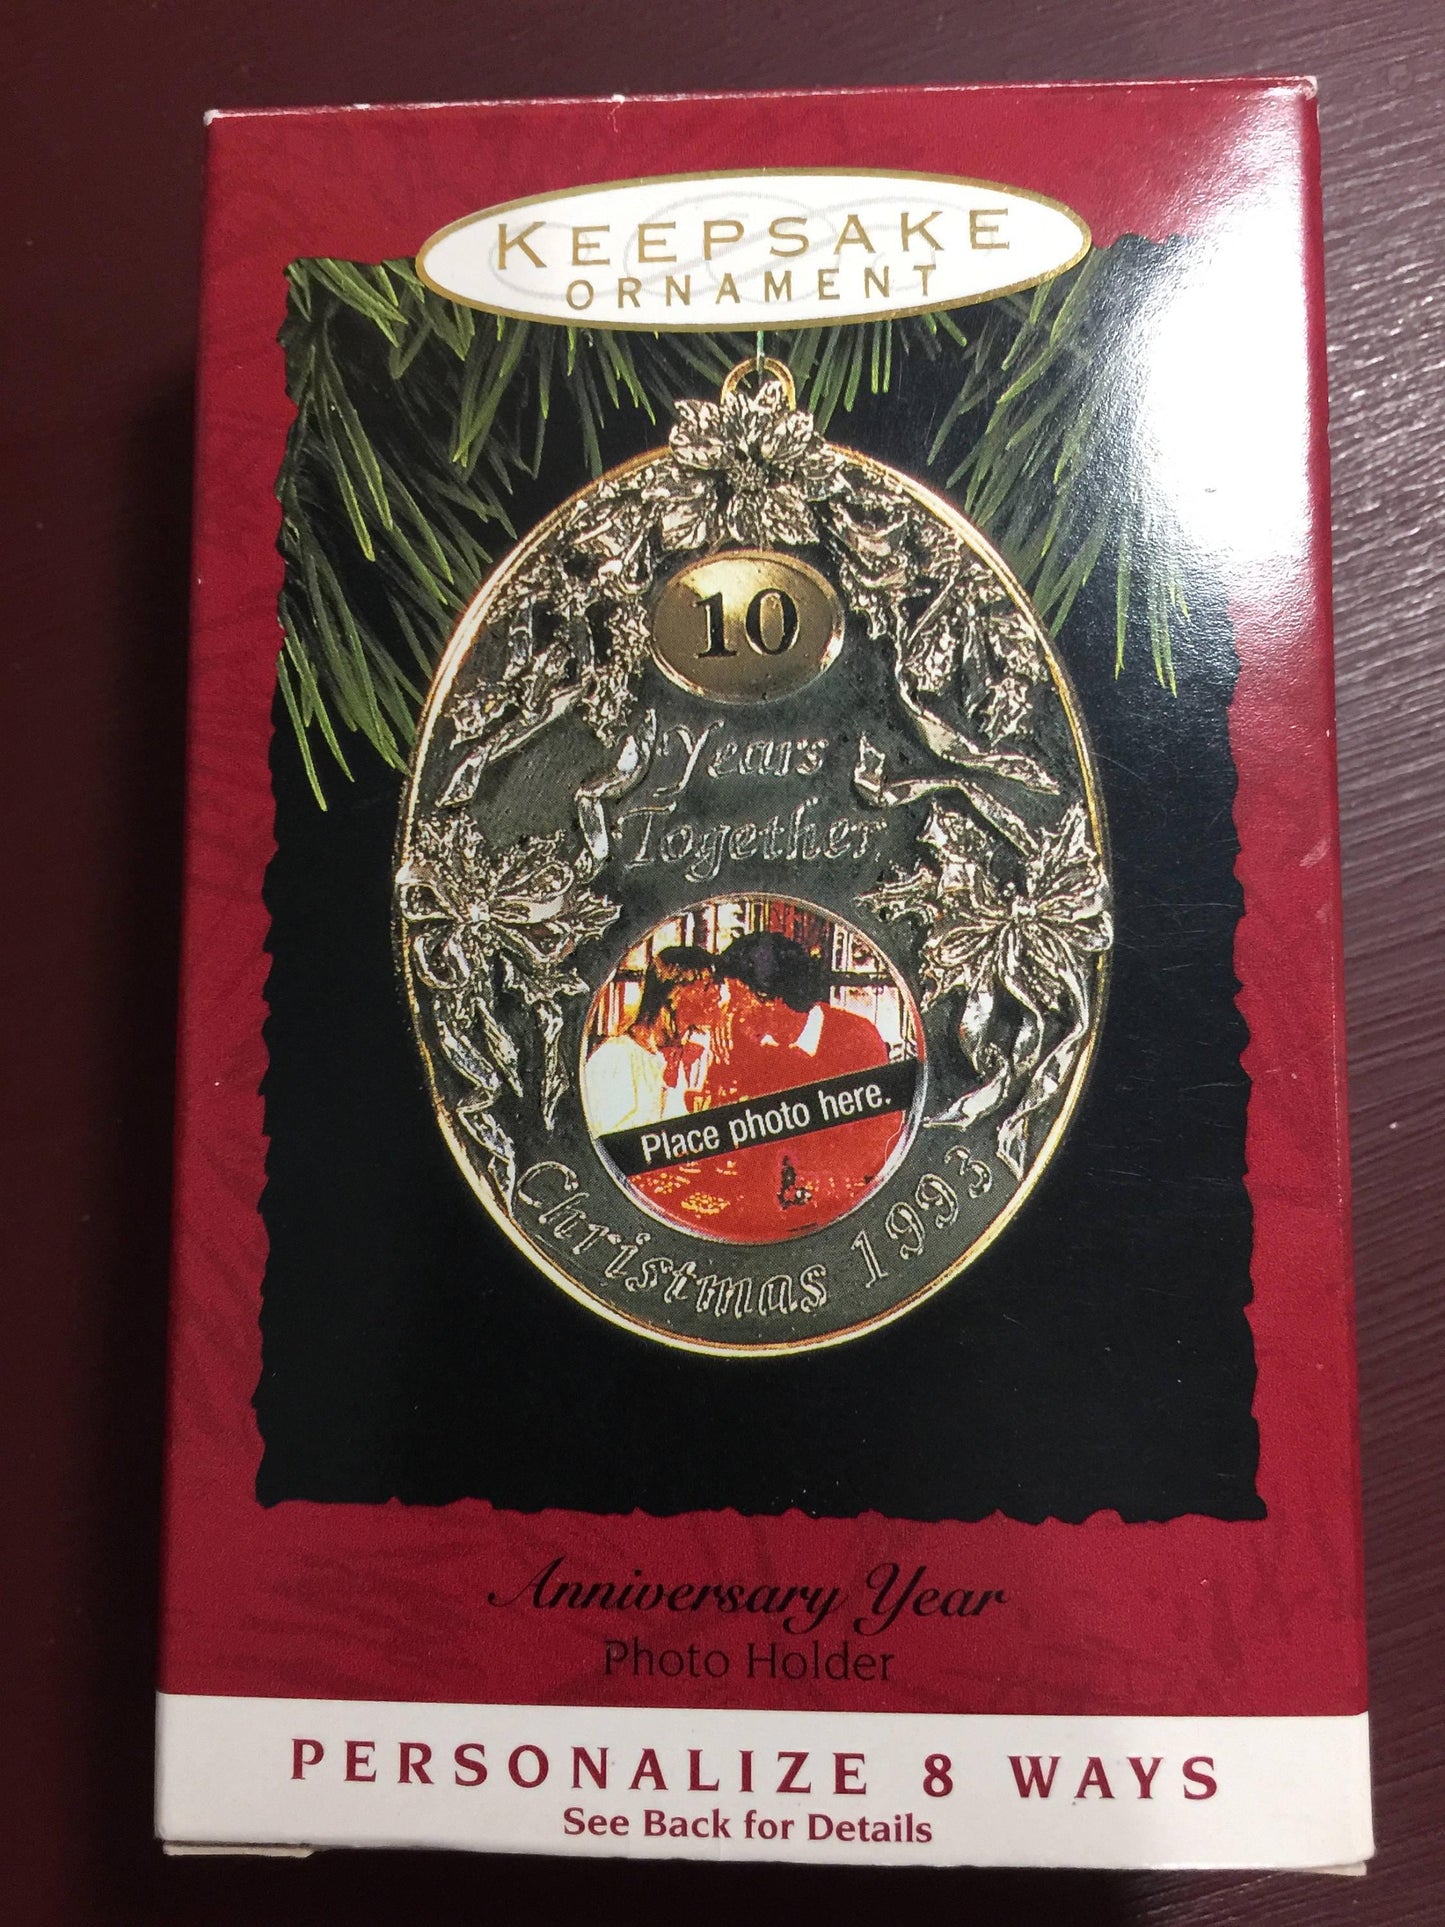 KEEPSAKE
ORNAMENT
10
Years
Together
Place photo here.
Christmas 1993
Anniversary Year
Photo Holder
PERSONALIZE 8 WAYS
See Back for Details